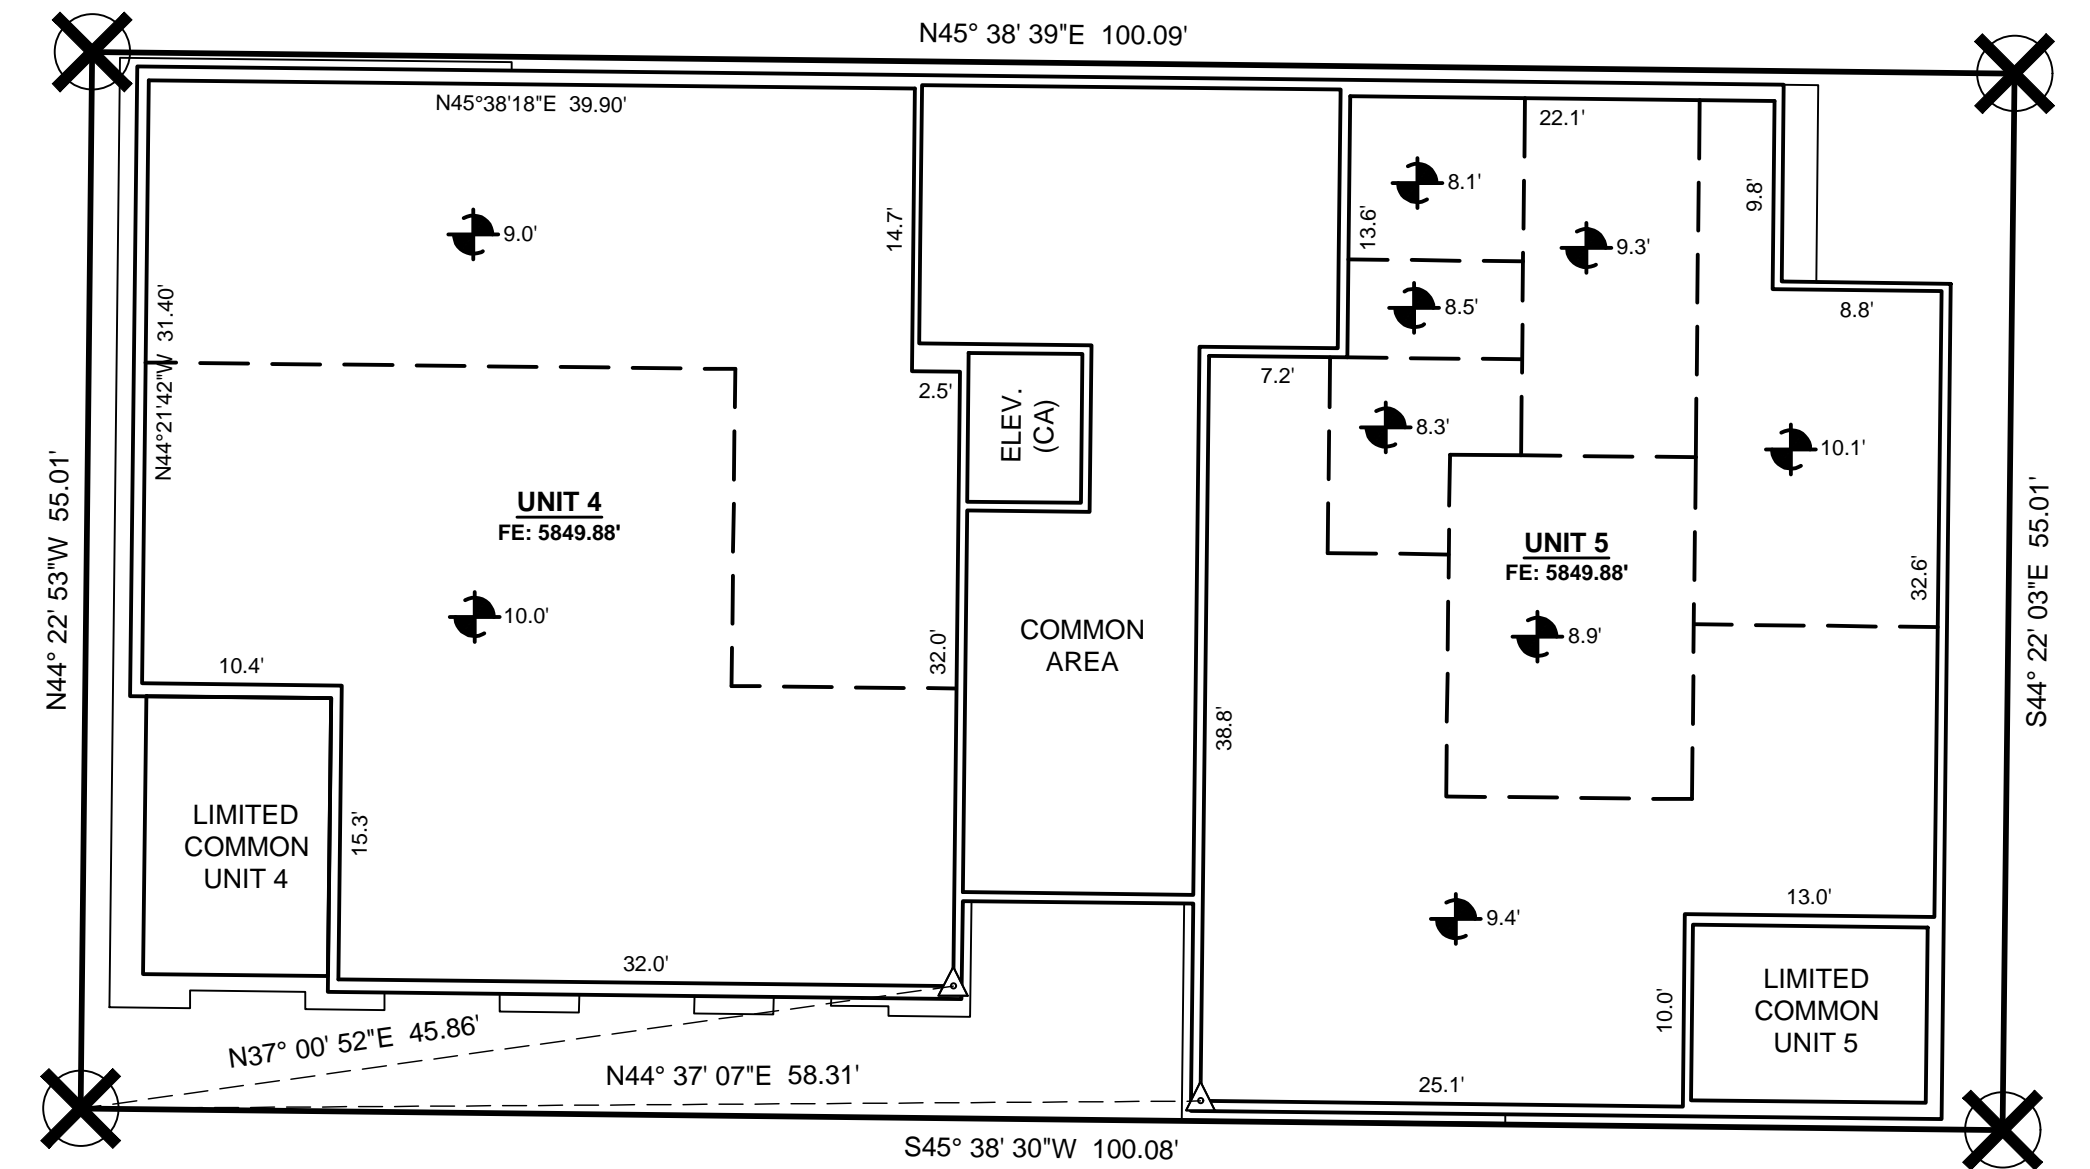 N45° 38' 39"E 100.09'
N45°38'18"E 39.90'
22.1'
8.1'
9.8'
14.7'
13.6'
9.0'
9.3'
8.5'
8.8'
N44°21'42"W 31.40'
2.5'
7.2'
ELEV.
(CA)
8.3'
10.1'
UNIT 4
FE: 5849.88'
UNIT 5
FE: 5849.88'
N44° 22' 53"W 55.01'
S44° 22' 03"E 55.01'
32.6'
10.0'
COMMON
AREA
8.9'
32.0'
10.4'
38.8'
LIMITED
COMMON
UNIT 4
15.3'
13.0'
9.4'
32.0'
LIMITED
COMMON
UNIT 5
10.0'
N37° 00' 52"E 45.86'
N44° 37' 07"E 58.31'
25.1'
S45° 38' 30"W 100.08'